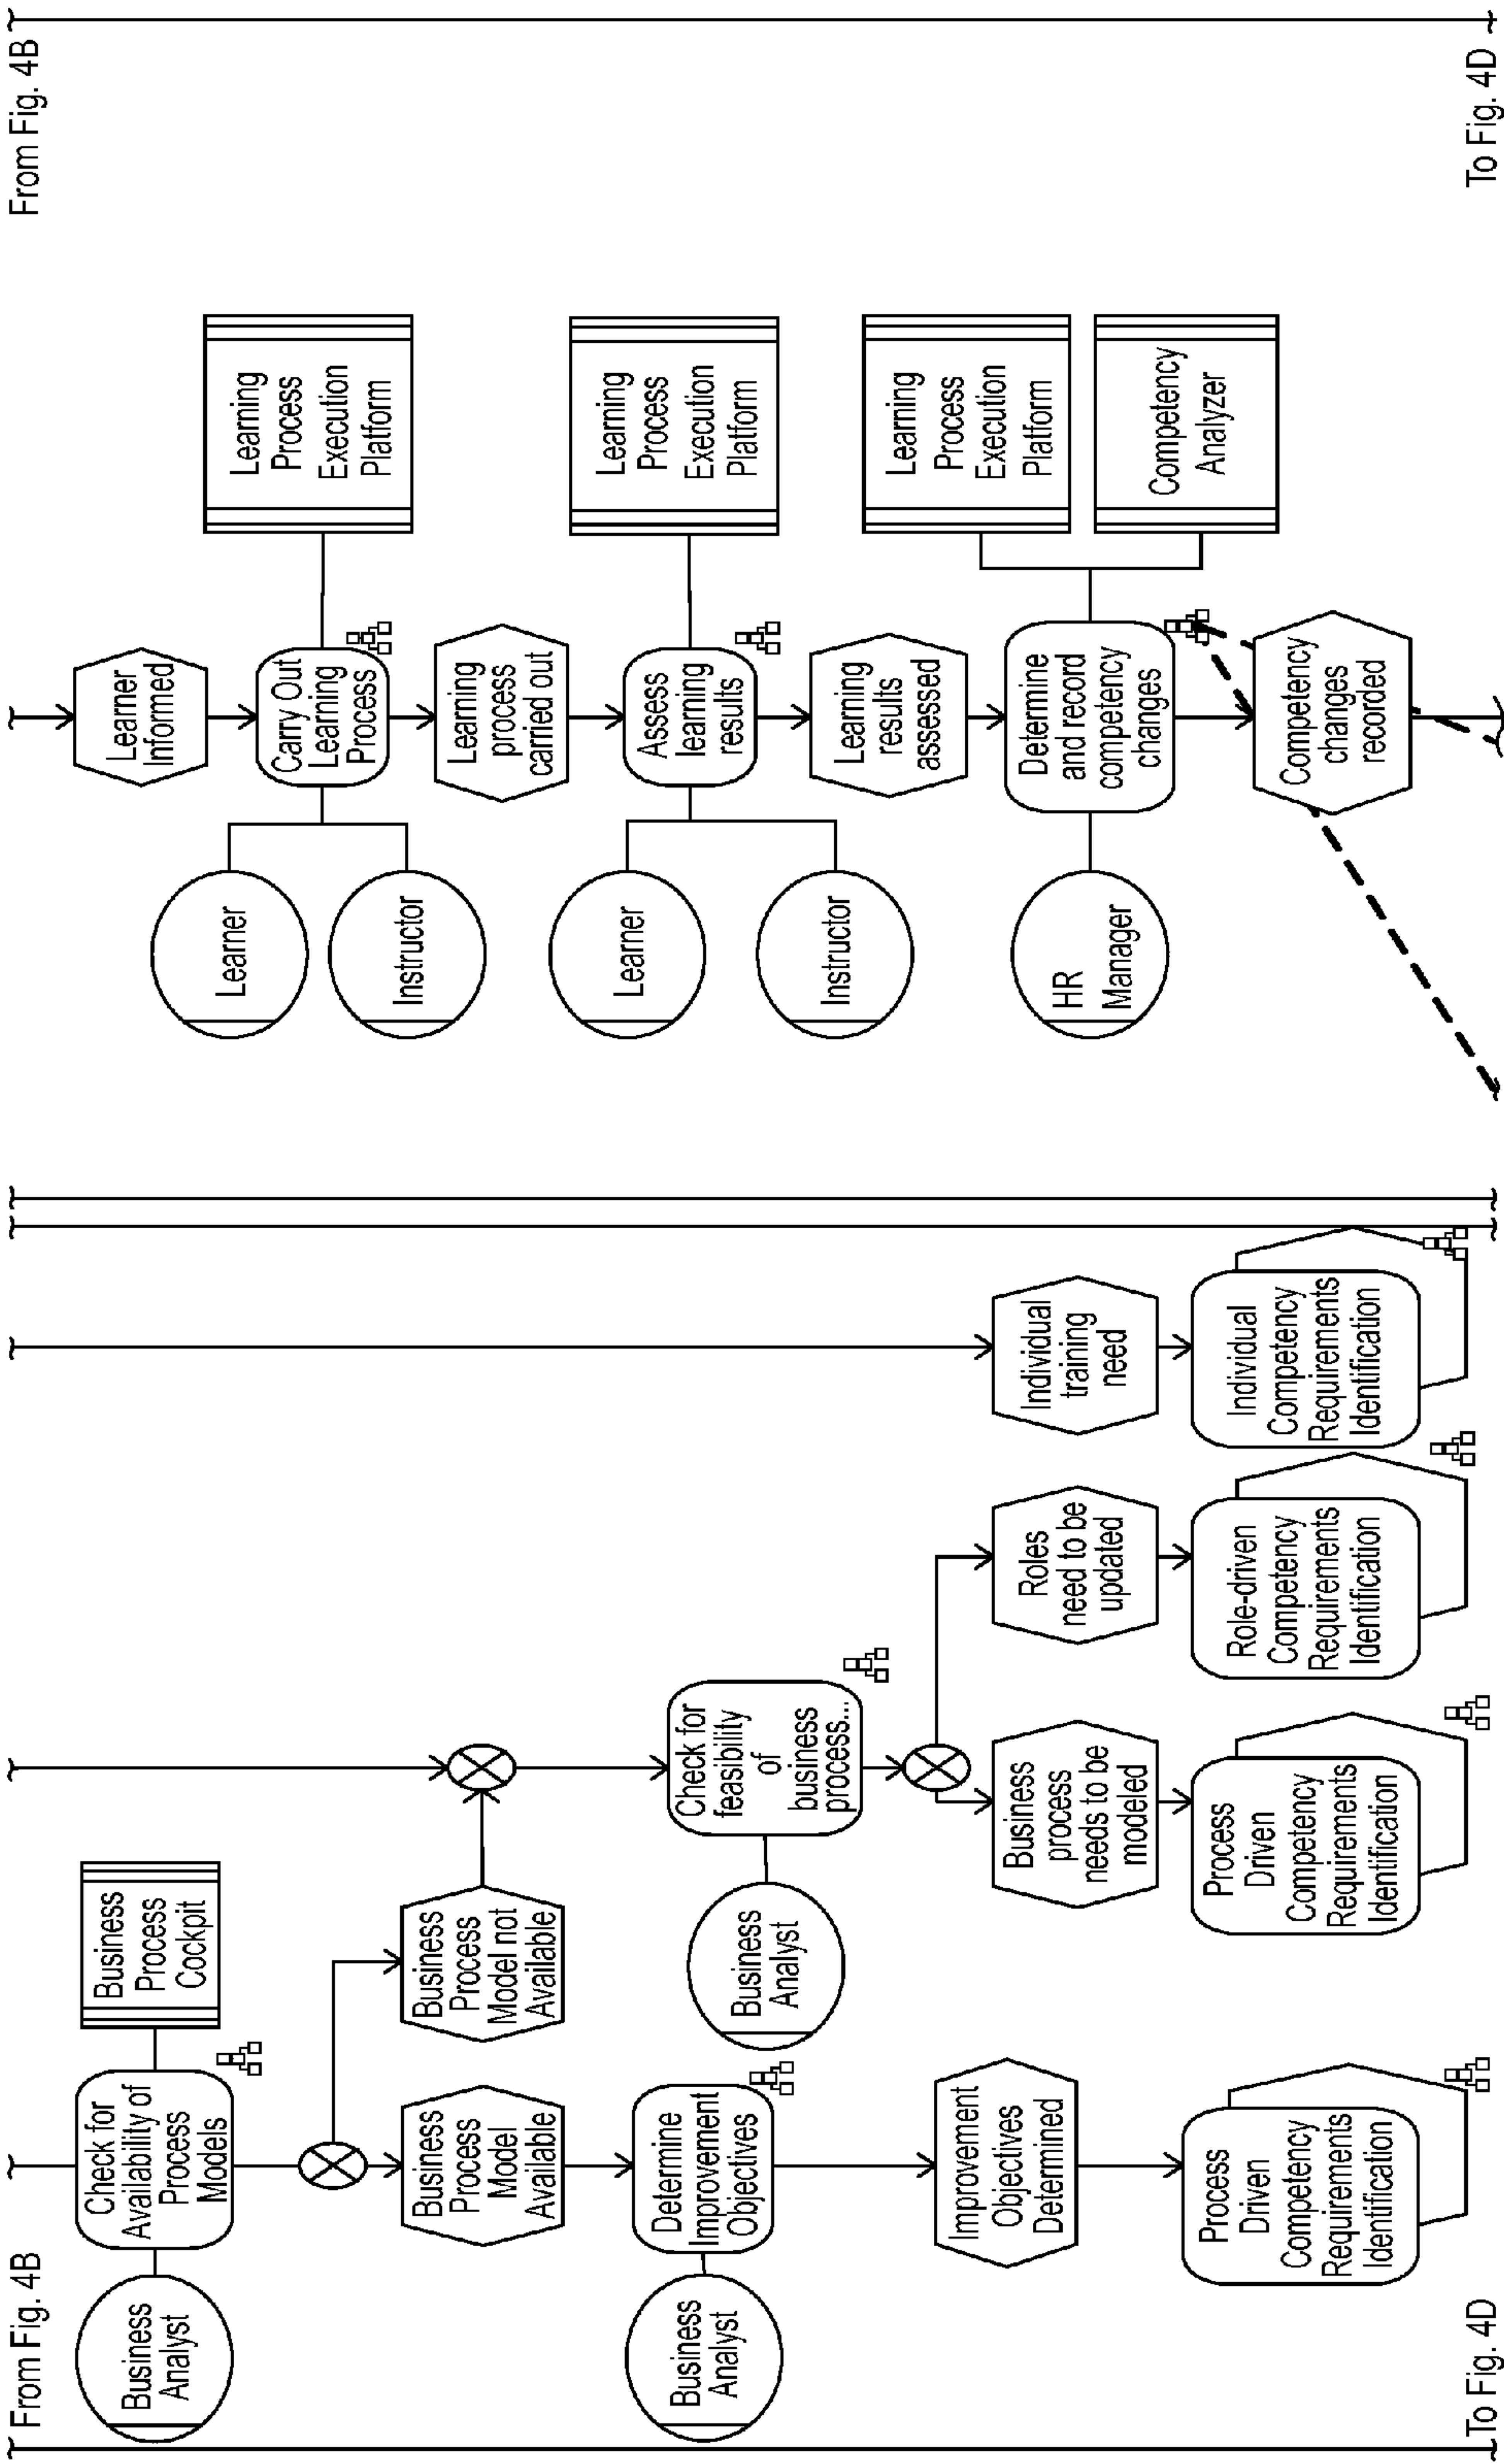 From Fig. 4B
Business
Analyst
Check for
Availability of
Process
Models
Business
Process
Cockpit
Business
Process
Model
Available
Business
Process
Model not
Available
Business
Analyst
Determine
Improvement
Objectives
Business
Analyst
Check for
feasibility
of
business
process...
Improvement
Objectives
Determined
Business
process
needs to be
modeled
Roles
need to be
updated
Individual
training
need
Process
Driven
Competency
Requirements
Identification
Process
Driven
Competency
Requirements
Identification
Role-driven
Competency
Requirements
Identification
Individual
Competency
Requirements
Identification
To Fig. 4D
From Fig. 4B
Learner
Informed
Learner
Instructor
Carry Out
Learning
Process
Learning
Process
Execution
Platform
Learning
process
carried out
Learner
Instructor
Assess
learning
results
Learning
Process
Execution
Platform
Learning
results
assessed
HR
Manager
Determine
and record
competency
changes
Learning
Process
Execution
Platform
Competency
Analyzer
Competency
changes
recorded
To Fig. 4D